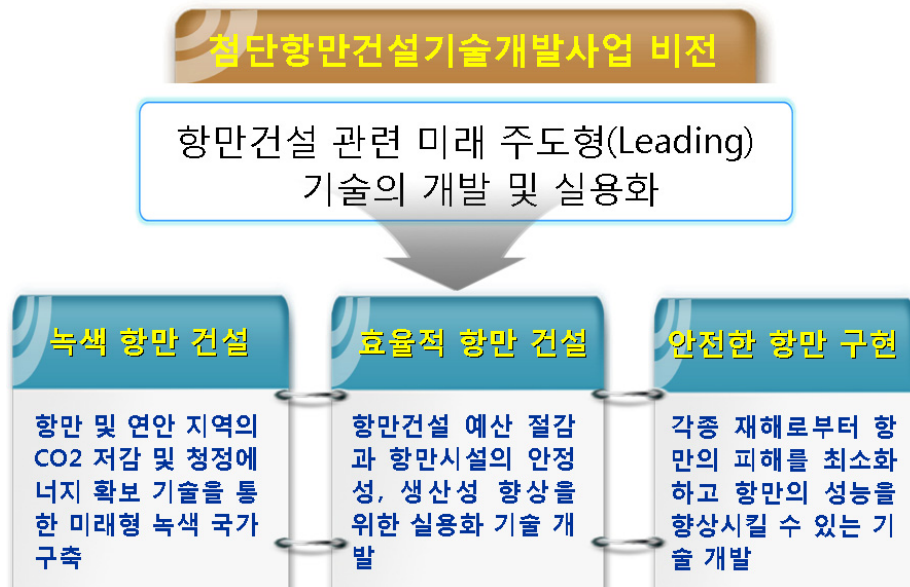 첨단항만건설기술개발사업 비전
항만건설 관련 미래 주도형(Leading)
기술의 개발 및 실용화
녹색 항만 건설
항만 및 연안 지역의
CO2 저감 및 청정에
너지 확보 기술을 통
한 미래형 녹색 국가
구축
효율적 항만 건설
항만건설 예산 절감
과 항만시설의 안정
성, 생산성 향상을
위한 실용화 기술 개
발
안전한 항만 구현
각종 재해로부터 항
만의 피해를 최소화
하고 항만의 성능을
향상시킬 수 있는 기
술 개발